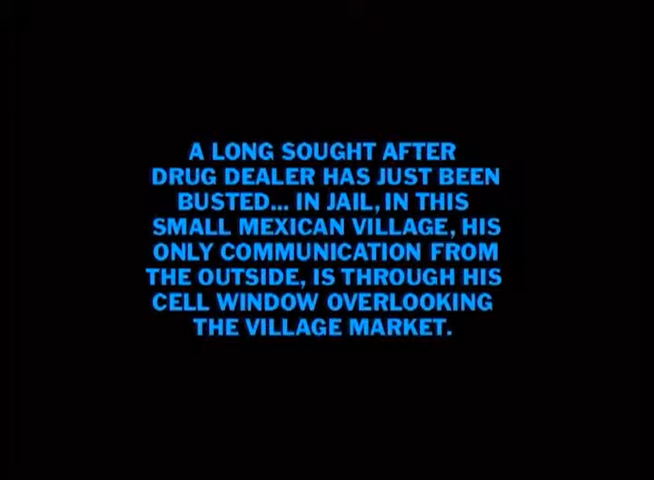 A LONG SOUGHT AFTER
DRUG DEALER HAS JUST BEEN
BUSTED... IN JAIL, IN THIS
SMALL MEXICAN VILLAGE, HIS
ONLY COMMUNICATION FROM
THE OUTSIDE, IS THROUGH HIS
CELL WINDOW OVERLOOKING
THE VILLAGE MARKET.